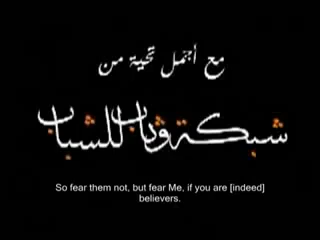 مع أجمل تحية من
شبكة وذاب للشباب
So fear them not, but fear Me, if you are [indeed]
believers.